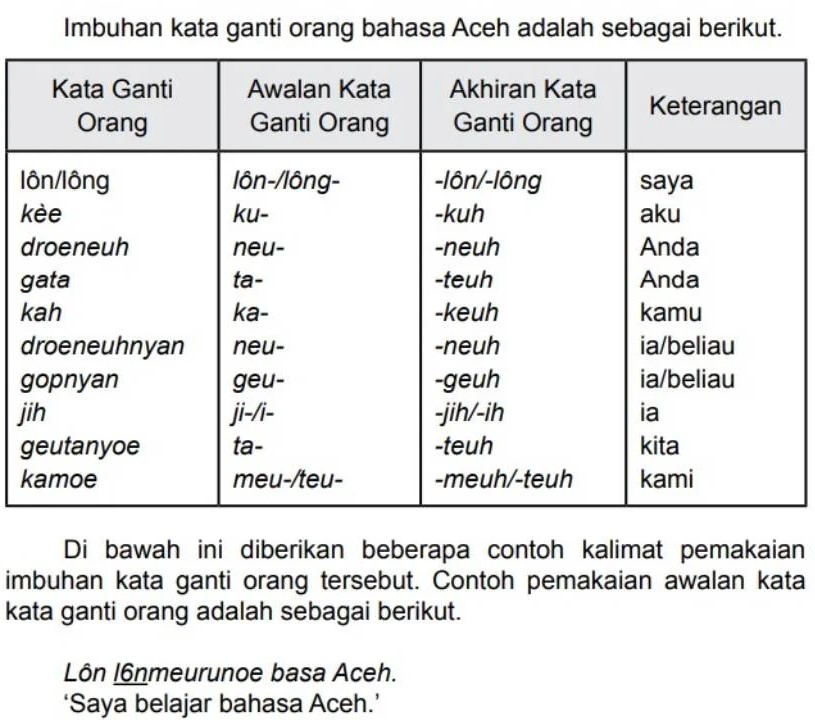 Imbuhan kata ganti orang bahasa Aceh adalah sebagai berikut.
Kata Ganti Orang Awalan Kata Ganti Orang Akhiran Kata Ganti Orang Keterangan
lôn/lông lôn-/lông- -lôn/-lông saya
kèe ku- -kuh aku
droeneuh neu- -neuh Anda
gata ta- -teuh Anda
kah ka- -keuh kamu
droeneuhnyan neu- -neuh ia/beliau
gopnyan geu- -geuh ia/beliau
jih ji-/i- -jih/-ih ia
geutanyoe ta- -teuh kita
kamoe meu-/teu- -meuh/-teuh kami
Di bawah ini diberikan beberapa contoh kalimat pemakaian
imbuhan kata ganti orang tersebut. Contoh pemakaian awalan kata
kata ganti orang adalah sebagai berikut.
Lôn l6nmeurunoe basa Aceh.
‘Saya belajar bahasa Aceh.’